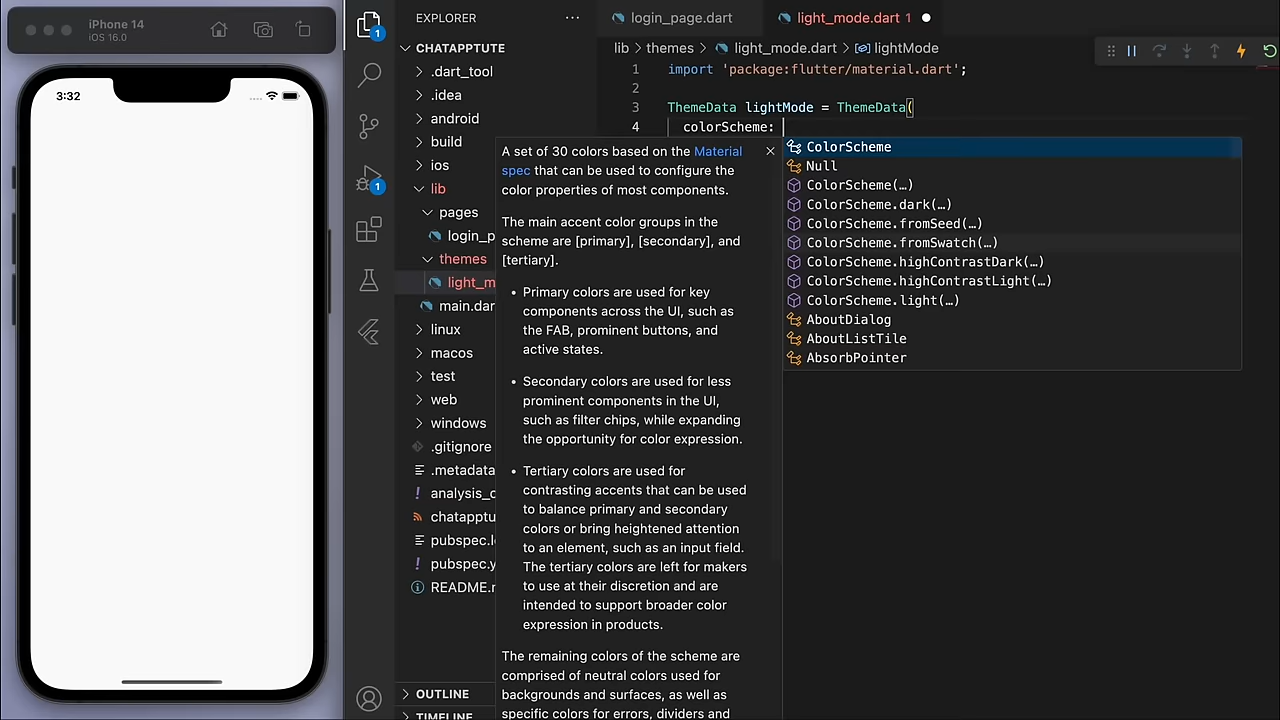 iPhone 14
iOS 16.0
3:32
1
1
EXPLORER
CHATAPPTUTE
.dart_tool
.idea
android
build
ios
lib
pages
login_p
themes
light_m
main.dar
linux
macos
test
web
windows
.gitignore
.metadata
analysis_c
chatapptu
pubspec.l
pubspec.y
README.r
OUTLINE
TIMELINE
login_page.dart
light_mode.dart 1
lib > themes > light_mode.dart > lightMode
1 import 'package:flutter/material.dart';
2
3 ThemeData lightMode = ThemeData(
4 colorScheme:
A set of 30 colors based on the Material
spec that can be used to configure the
color properties of most components.
The main accent color groups in the
scheme are [primary], [secondary], and
[tertiary].
• Primary colors are used for key
components across the UI, such as
the FAB, prominent buttons, and
active states.
• Secondary colors are used for less
prominent components in the UI,
such as filter chips, while expanding
the opportunity for color expression.
• Tertiary colors are used for
contrasting accents that can be used
to balance primary and secondary
colors or bring heightened attention
to an element, such as an input field.
The tertiary colors are left for makers
to use at their discretion and are
intended to support broader color
expression in products.
The remaining colors of the scheme are
comprised of neutral colors used for
backgrounds and surfaces, as well as
specific colors for errors, dividers and
ColorScheme
Null
ColorScheme(…)
ColorScheme.dark(…)
ColorScheme.fromSeed(…)
ColorScheme.fromSwatch(…)
ColorScheme.highContrastDark(…)
ColorScheme.highContrastLight(…)
ColorScheme.light(…)
AboutDialog
AboutListTile
AbsorbPointer